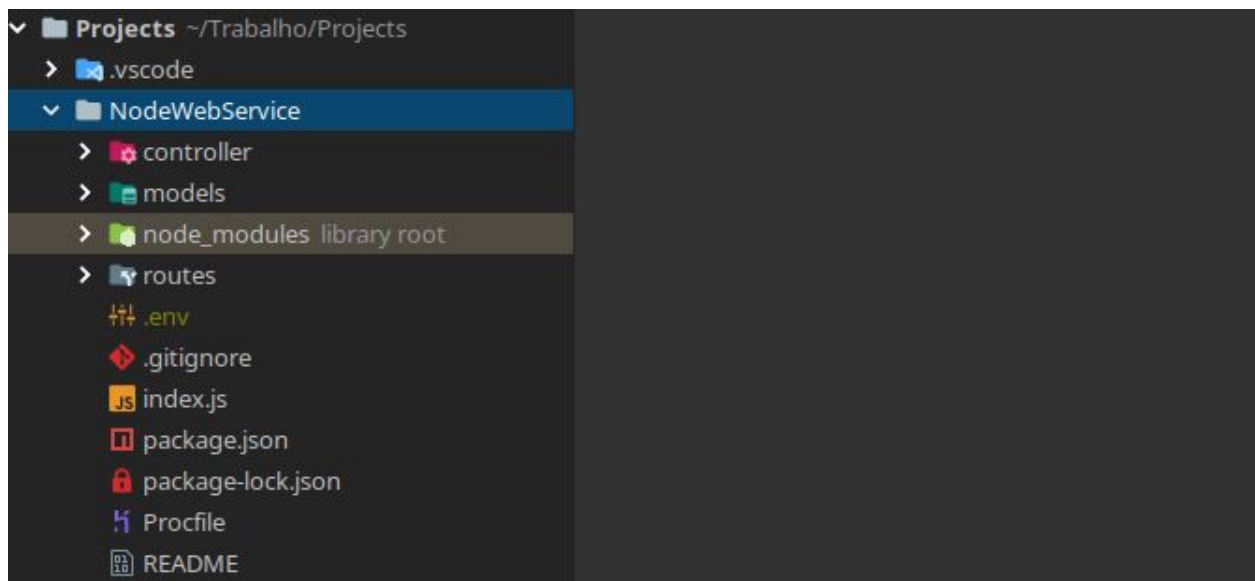 Projects ~/Trabalho/Projects
.vscode
NodeWebService
controller
models
node_modules library root
routes
.env
.gitignore
JS index.js
package.json
package-lock.json
Procfile
README